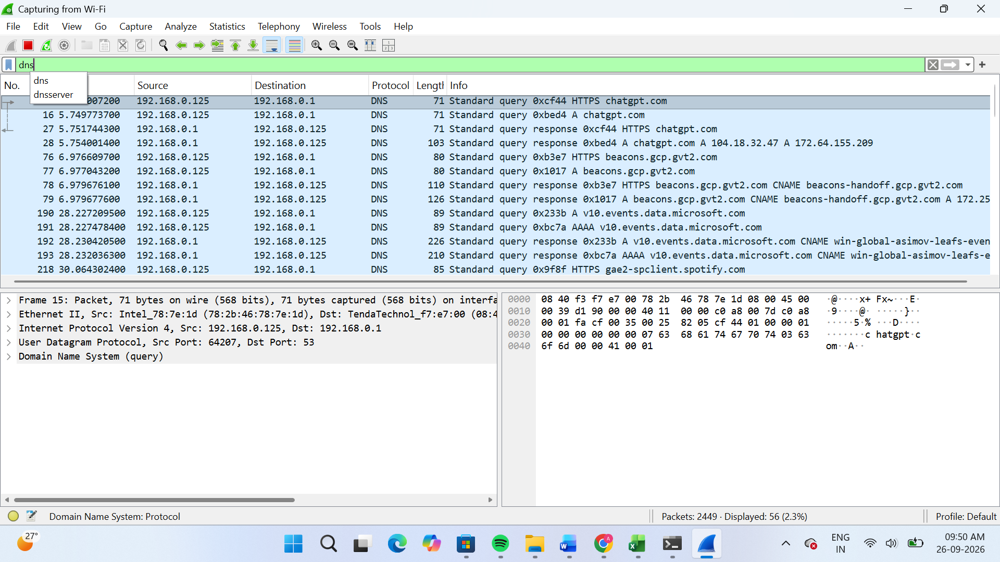 Capturing from Wi-Fi
File Edit View Go Capture Analyze Statistics Telephony Wireless Tools Help
dns
dns
dnsserver
No. Source Destination Protocol Length Info
007200 192.168.0.125 192.168.0.1 DNS 71 Standard query 0xcf44 HTTPS chatgpt.com
16 5.749773700 192.168.0.125 192.168.0.1 DNS 71 Standard query 0xbed4 A chatgpt.com
27 5.751744300 192.168.0.1 192.168.0.125 DNS 71 Standard query response 0xcf44 HTTPS chatgpt.com
28 5.754001400 192.168.0.1 192.168.0.125 DNS 103 Standard query response 0xbed4 A chatgpt.com A 104.18.32.47 A 172.64.155.209
76 6.976609700 192.168.0.125 192.168.0.1 DNS 80 Standard query 0xb3e7 HTTPS beacons.gcp.gvt2.com
77 6.977043200 192.168.0.125 192.168.0.1 DNS 80 Standard query 0x1017 A beacons.gcp.gvt2.com
78 6.979676100 192.168.0.1 192.168.0.125 DNS 110 Standard query response 0xb3e7 HTTPS beacons.gcp.gvt2.com CNAME beacons-handoff.gcp.gvt2.com
79 6.979677600 192.168.0.1 192.168.0.125 DNS 126 Standard query response 0x1017 A beacons.gcp.gvt2.com CNAME beacons-handoff.gcp.gvt2.com A 172.25
190 28.227209500 192.168.0.125 192.168.0.1 DNS 89 Standard query 0x233b A v10.events.data.microsoft.com
191 28.227478400 192.168.0.125 192.168.0.1 DNS 89 Standard query 0xbc7a AAAA v10.events.data.microsoft.com
192 28.230420500 192.168.0.1 192.168.0.125 DNS 226 Standard query response 0x233b A v10.events.data.microsoft.com CNAME win-global-asimov-leafs-even
193 28.232036300 192.168.0.1 192.168.0.125 DNS 210 Standard query response 0xbc7a AAAA v10.events.data.microsoft.com CNAME win-global-asimov-leafs-e
218 30.064302400 192.168.0.125 192.168.0.1 DNS 85 Standard query 0x9f8f HTTPS gae2-spclient.spotify.com
Frame 15: Packet, 71 bytes on wire (568 bits), 71 bytes captured (568 bits) on interfa
Ethernet II, Src: Intel_78:7e:1d (78:2b:46:78:7e:1d), Dst: TendaTechnol_f7:e7:00 (08:4
Internet Protocol Version 4, Src: 192.168.0.125, Dst: 192.168.0.1
User Datagram Protocol, Src Port: 64207, Dst Port: 53
Domain Name System (query)
0000 08 40 f3 f7 e7 00 78 2b 46 78 7e 1d 08 00 45 00 ·@····x+ Fx~···E·
0010 00 39 d1 90 00 00 40 11 00 00 c0 a8 00 7d c0 a8 ·9····@· ·····}··
0020 00 01 fa cf 00 35 00 25 82 05 cf 44 01 00 00 01 ·····5·% ···D····
0030 00 00 00 00 00 00 07 63 68 61 74 67 70 74 03 63 ·······c hatgpt·c
0040 6f 6d 00 00 41 00 01 om··A··
Domain Name System: Protocol
Packets: 2449 · Displayed: 56 (2.3%)
Profile: Default
27°
ENG
IN
09:50 AM
26-09-2026